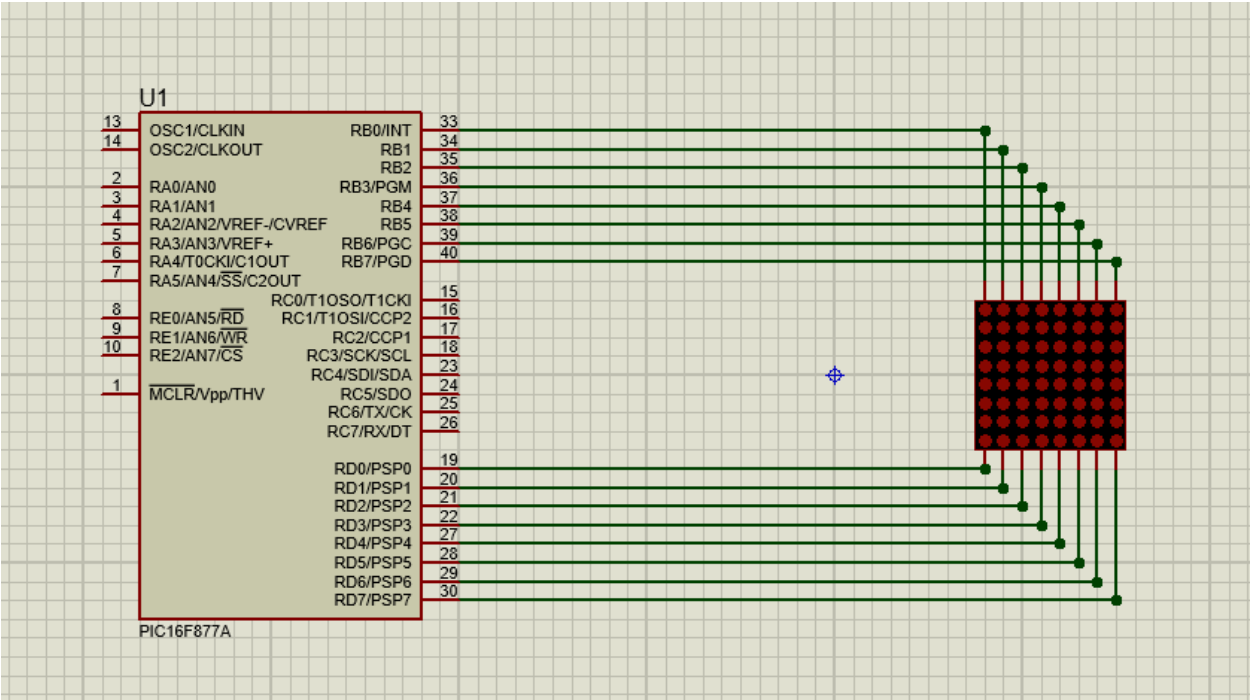 U1
13 OSC1/CLKIN RB0/INT 33
14 OSC2/CLKOUT RB1 34
RB2 35
2 RA0/AN0 RB3/PGM 36
3 RA1/AN1 RB4 37
4 RA2/AN2/VREF-/CVREF RB5 38
5 RA3/AN3/VREF+ RB6/PGC 39
6 RA4/T0CKI/C1OUT RB7/PGD 40
7 RA5/AN4/SS/C2OUT
RC0/T1OSO/T1CKI 15
8 RE0/AN5/RD RC1/T1OSI/CCP2 16
9 RE1/AN6/WR RC2/CCP1 17
10 RE2/AN7/CS RC3/SCK/SCL 18
RC4/SDI/SDA 23
1 MCLR/Vpp/THV RC5/SDO 24
RC6/TX/CK 25
RC7/RX/DT 26
RD0/PSP0 19
RD1/PSP1 20
RD2/PSP2 21
RD3/PSP3 22
RD4/PSP4 27
RD5/PSP5 28
RD6/PSP6 29
RD7/PSP7 30
PIC16F877A